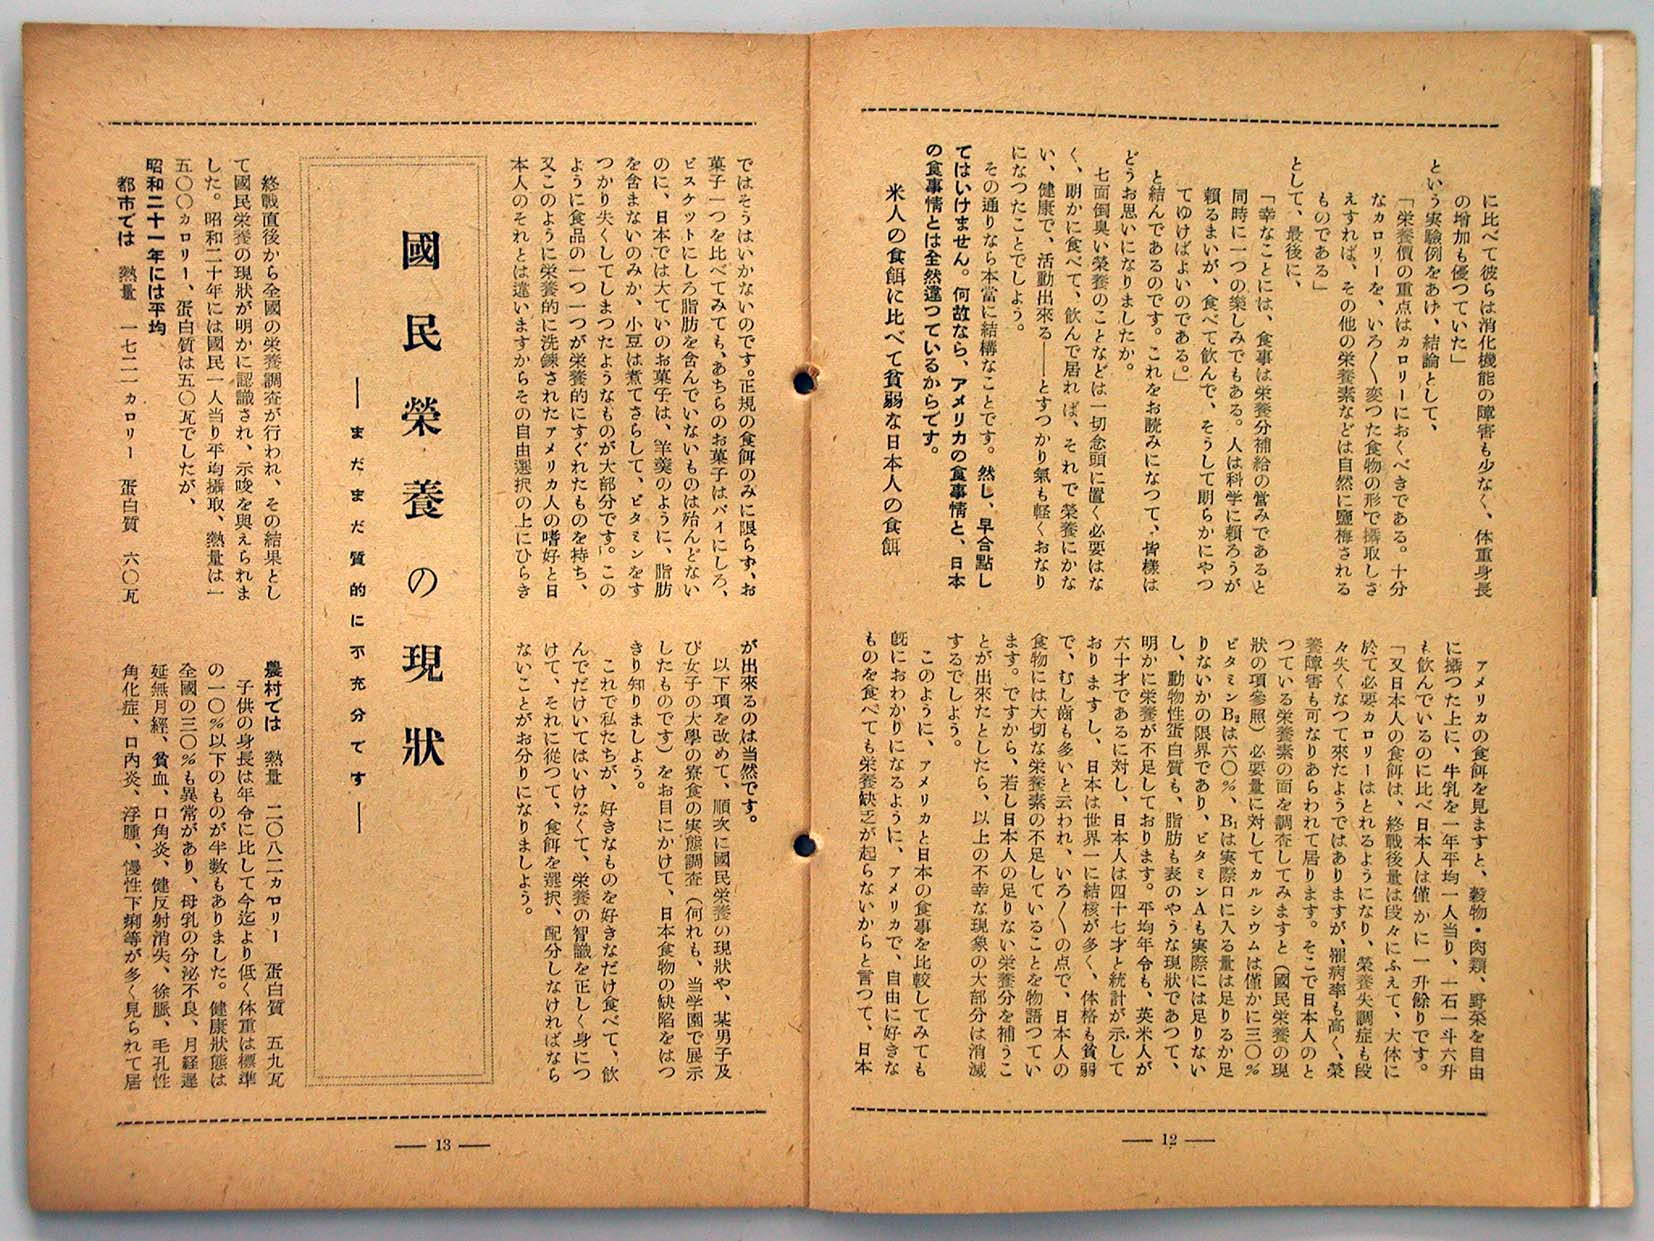 に比べて彼らは消化機能の障害も少なく、体重身長
の増加も優つていた」
という実驗例をあげ、結論として、
「栄養價の重点はカロリーにおくべきである。十分
なカロリーを、いろ〱変つた食物の形で攝取しさ
えすれば、その他の栄養素などは自然に鹽梅される
ものである」
として、最後に、
「幸なことには、食事は栄養分補給の営みであると
同時に一つの樂しみでもある。人は科学に頼ろうが
頼るまいが、食べて飲んで、そうして朗らかにやつ
てゆけばよいのである。」
と結んであるのです。これをお読みになつて、皆樣は
どうお思いになりましたか。
七面倒臭い榮養のことなどは一切念頭に置く必要はな
く、朗かに食べて、飲んで居れば、それで榮養にかな
い、健康で、活動出來る――とすつかり氣も軽くおなり
になつたことでしよう。
その通りなら本當に結構なことです。然し、早合點し
てはいけません。何故なら、アメリカの食事情と、日本
の食事情とは全然違つているからです。
米人の食餌に比べて貧弱な日本人の食餌
アメリカの食餌を見ますと、穀物・肉類、野菜を自由
に攝つた上に、牛乳を一年平均一人当り、一石一斗六升
も飲んでいるのに比べ日本人は僅かに一升餘りです。
「又日本人の食餌は、終戰後量は段々にふえて、大体に
於て必要カロリーはとれるようになり、榮養失調症も段
々失くなつて來たようではありますが、罹病率も高く、榮
養障害も可なりあらわれて居ります。そこで日本人のと
つている栄養素の面を調査してみますと（國民栄養の現
狀の項參照）必要量に対してカルシウムは僅かに三〇％
ビタミンB₂は六〇％、B₁は実際口に入る量は足りるか足
りないかの限界であり、ビタミンAも実際には足りない
し、動物性蛋白質も、脂肪も表のやうな現狀であつて、
明かに栄養が不足しております。平均年令も、英米人が
六十才であるに対し、日本人は四十七才と統計が示して
おりますし、日本は世界一に結核が多く、体格も貧弱
で、むし歯も多いと云われ、いろ〱の点で、日本人の
食物には大切な栄養素の不足していることを物語つてい
ます。ですから、若し日本人の足りない栄養分を補うこ
とが出來たとしたら、以上の不幸な現象の大部分は消滅
するでしよう。
このように、アメリカと日本の食事を比較してみても
既におわかりになるように、アメリカで、自由に好きな
ものを食べても栄養缺乏が起らないからと言つて、日本
― 12 ―
ではそうはいかないのです。正規の食餌のみに限らず、お
菓子一つを比べてみても、あちらのお菓子はパイにしろ、
ビスケツトにしろ脂肪を含んでいないものは殆んどない
のに、日本では大ていのお菓子は、羊羹のように、脂肪
を含まないのみか、小豆は煮てさらして、ビタミンをす
つかり失くしてしまつたようなものが大部分です」。この
ように食品の一つ一つが栄養的にすぐれたものを持ち、
又このように栄養的に洗錬されたアメリカ人の嗜好と日
本人のそれとは違いますからその自由選択の上にひらき
が出來るのは当然です。
以下項を改めて、順次に國民栄養の現狀や、某男子及
び女子の大學の寮食の実態調査（何れも、当学園で展示
したものです）をお目にかけて、日本食物の缺陷をはつ
きり知りましよう。
これで私たちが、好きなものを好きなだけ食べて、飲
んでだけいてはいけなくて、栄養の智識を正しく身につ
けて、それに從つて、食餌を選択、配分しなければなら
ないことがお分りになりましよう。
國民榮養の現狀
――まだまだ質的に不充分です――
終戰直後から全國の栄養調査が行われ、その結果とし
て國民栄養の現狀が明かに認識され、示唆を與えられま
した。昭和二十年には國民一人当り平均攝取、熱量は一
五〇〇カロリー、蛋白質は五〇瓦でしたが、
昭和二十一年には平均
都市では　熱量　一七二一カロリー　蛋白質　六〇瓦
農村では　熱量　二〇八二カロリー　蛋白質　五九瓦
子供の身長は年令に比して今迄より低く体重は標準
の一〇％以下のものが半数もありました。健康狀態は
全國の三〇％も異常があり、母乳の分泌不良、月経遲
延無月經、貧血、口角炎、健反射消失、徐脈、毛孔性
角化症、口內炎、浮腫、慢性下痢等が多く見られて居
― 13 ―